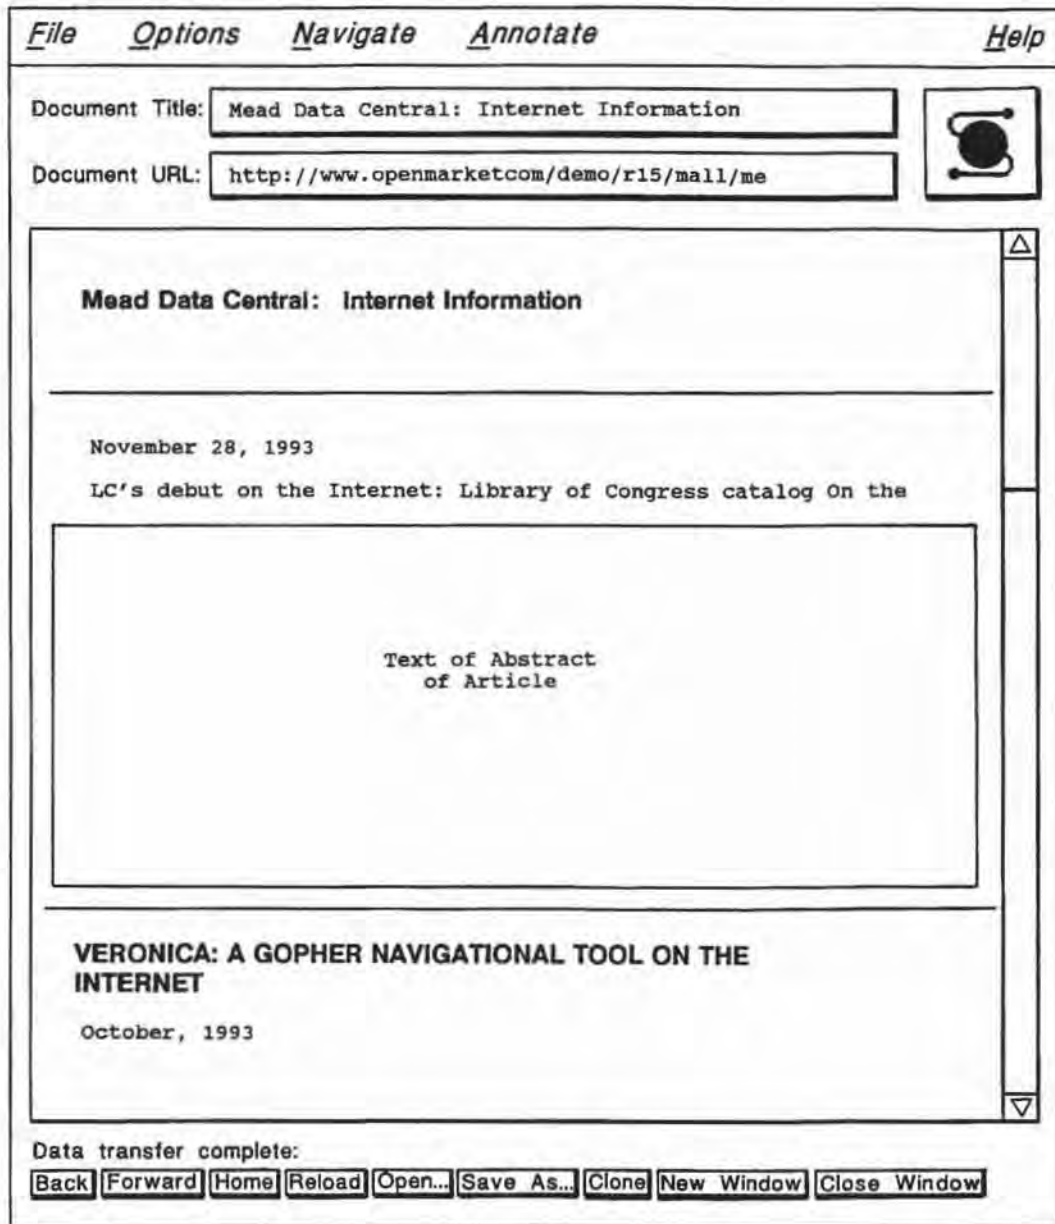 File Options Navigate Annotate Help
Document Title: Mead Data Central: Internet Information
Document URL: http://www.openmarketcom/demo/r15/mall/me
Mead Data Central: Internet Information
November 28, 1993
LC's debut on the Internet: Library of Congress catalog On the
Text of Abstract
of Article
VERONICA: A GOPHER NAVIGATIONAL TOOL ON THE
INTERNET
October, 1993
Data transfer complete:
Back Forward Home Reload Open... Save As... Clone New Window Close Window